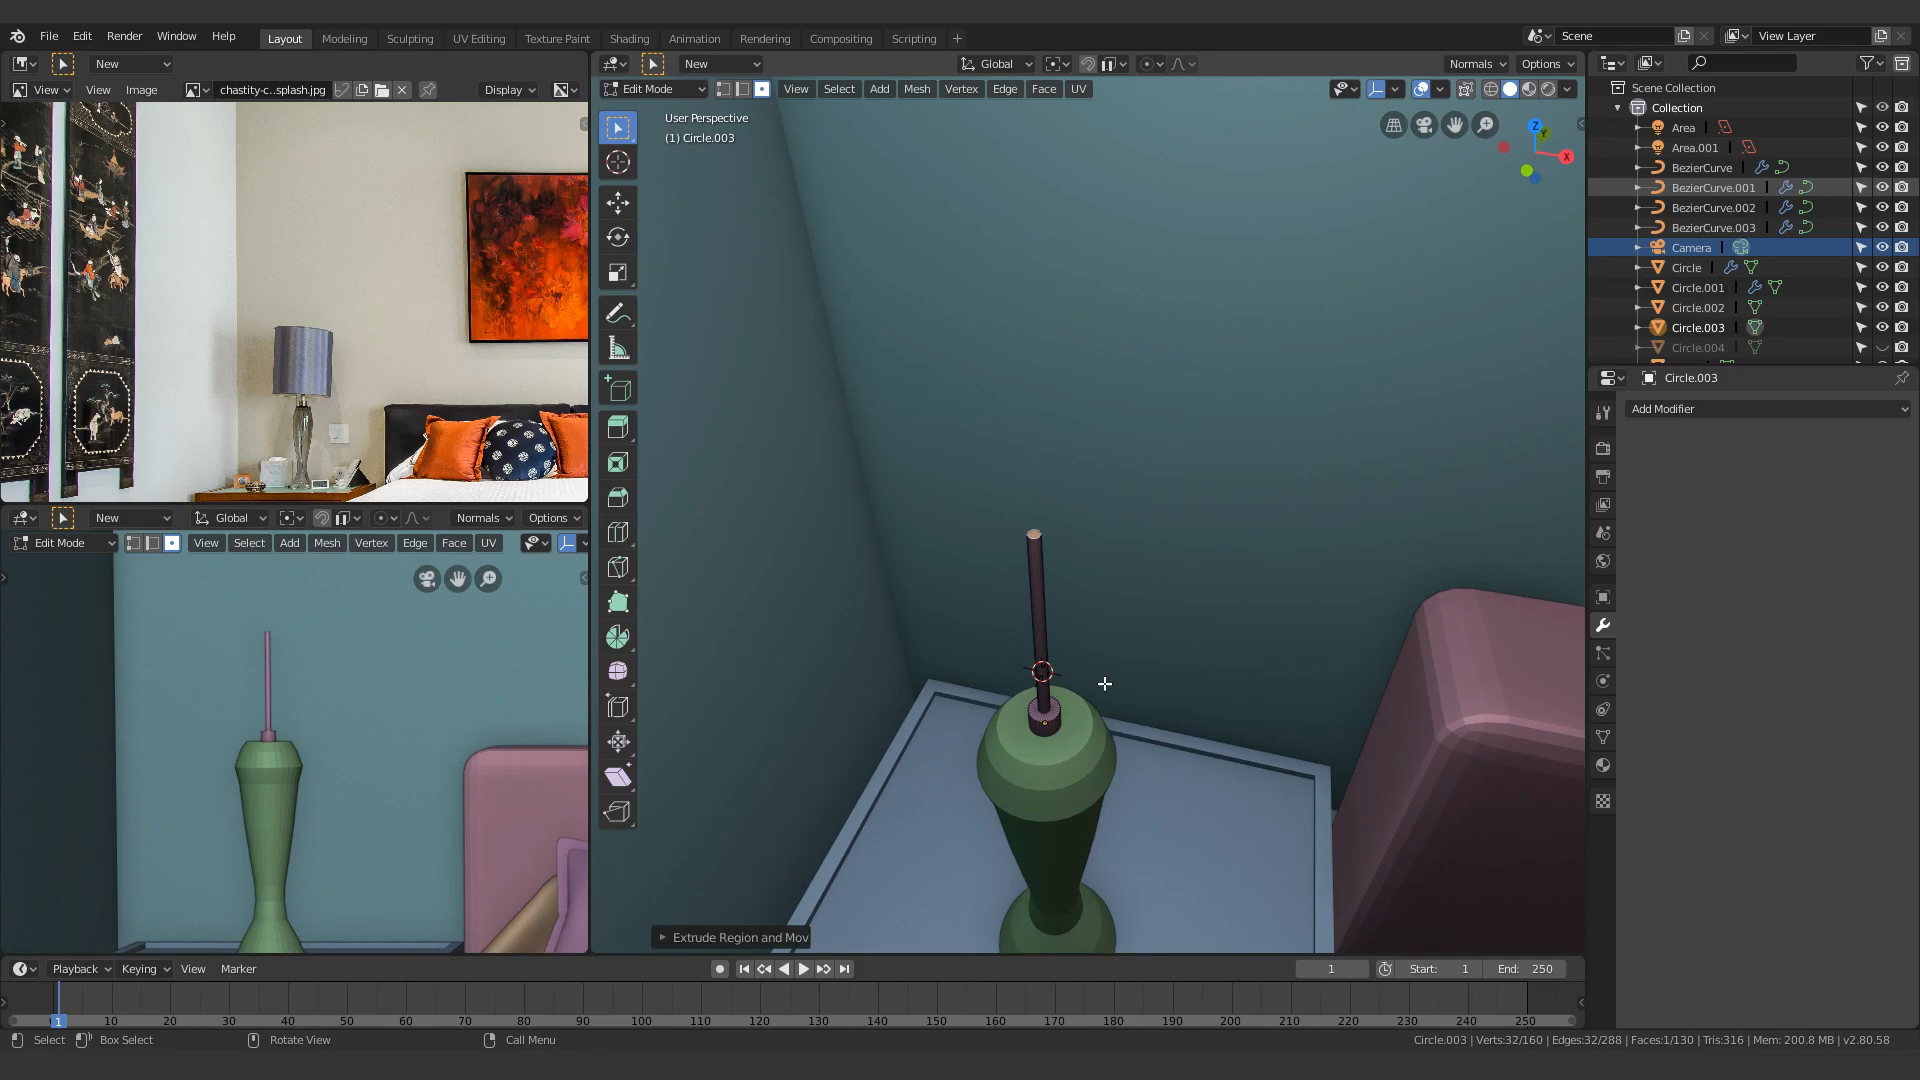 File Edit Render Window Help Layout Modeling Sculpting UV Editing Texture Paint Shading Animation Rendering Compositing Scripting + Scene View Layer
New New Global Normals Options
View View Image chastity-c..splash.jpg Display Edit Mode View Select Add Mesh Vertex Edge Face UV
Scene Collection
Collection
Area
Area.001
BezierCurve
BezierCurve.001
BezierCurve.002
BezierCurve.003
Camera
Circle
Circle.001
Circle.002
Circle.003
Circle.004
User Perspective
(1) Circle.003
Z
Y
X
Circle.003
Add Modifier
New Global Normals Options
Edit Mode View Select Add Mesh Vertex Edge Face UV
Extrude Region and Mov
Playback Keying View Marker 1 Start: 1 End: 250
1 10 20 30 40 50 60 70 80 90 100 110 120 130 140 150 160 170 180 190 200 210 220 230 240 250
Select Box Select Rotate View Call Menu Circle.003 | Verts:32/160 | Edges:32/288 | Faces:1/130 | Tris:316 | Mem: 200.8 MB | v2.80.58